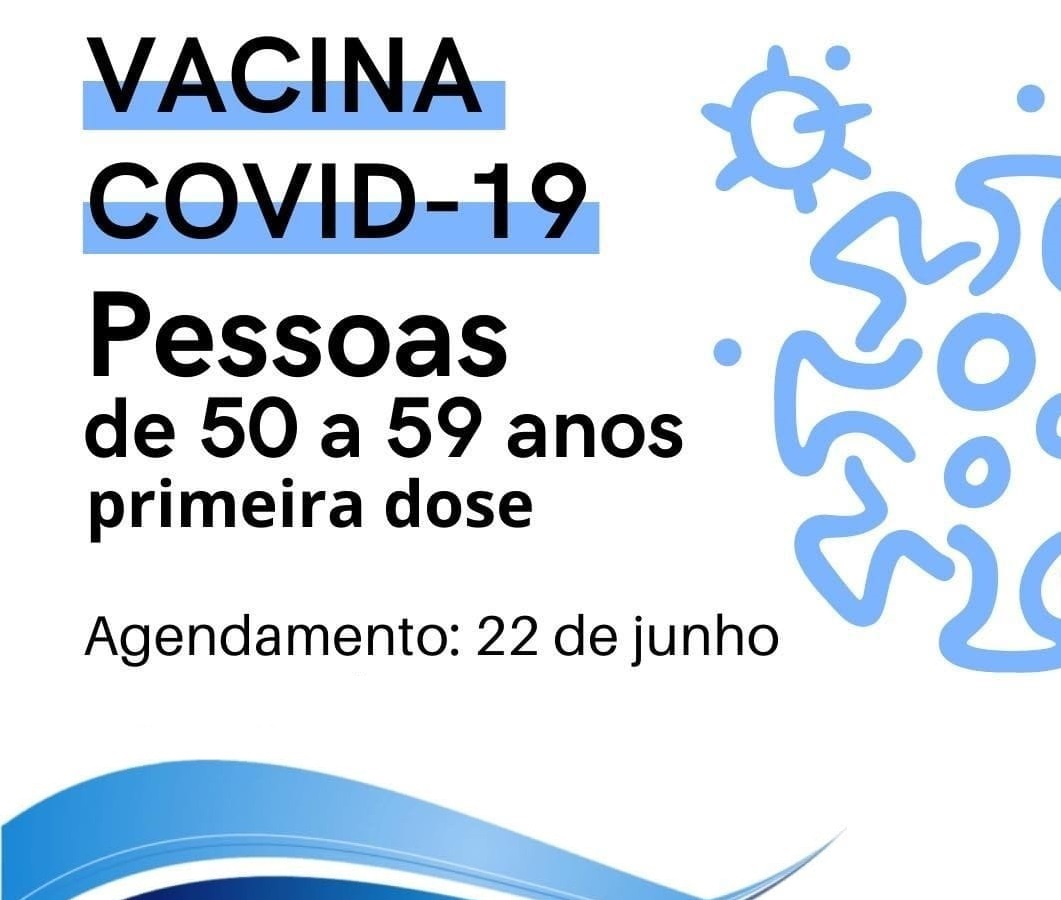 VACINA
COVID-19
Pessoas
de 50 a 59 anos
primeira dose
Agendamento: 22 de junho